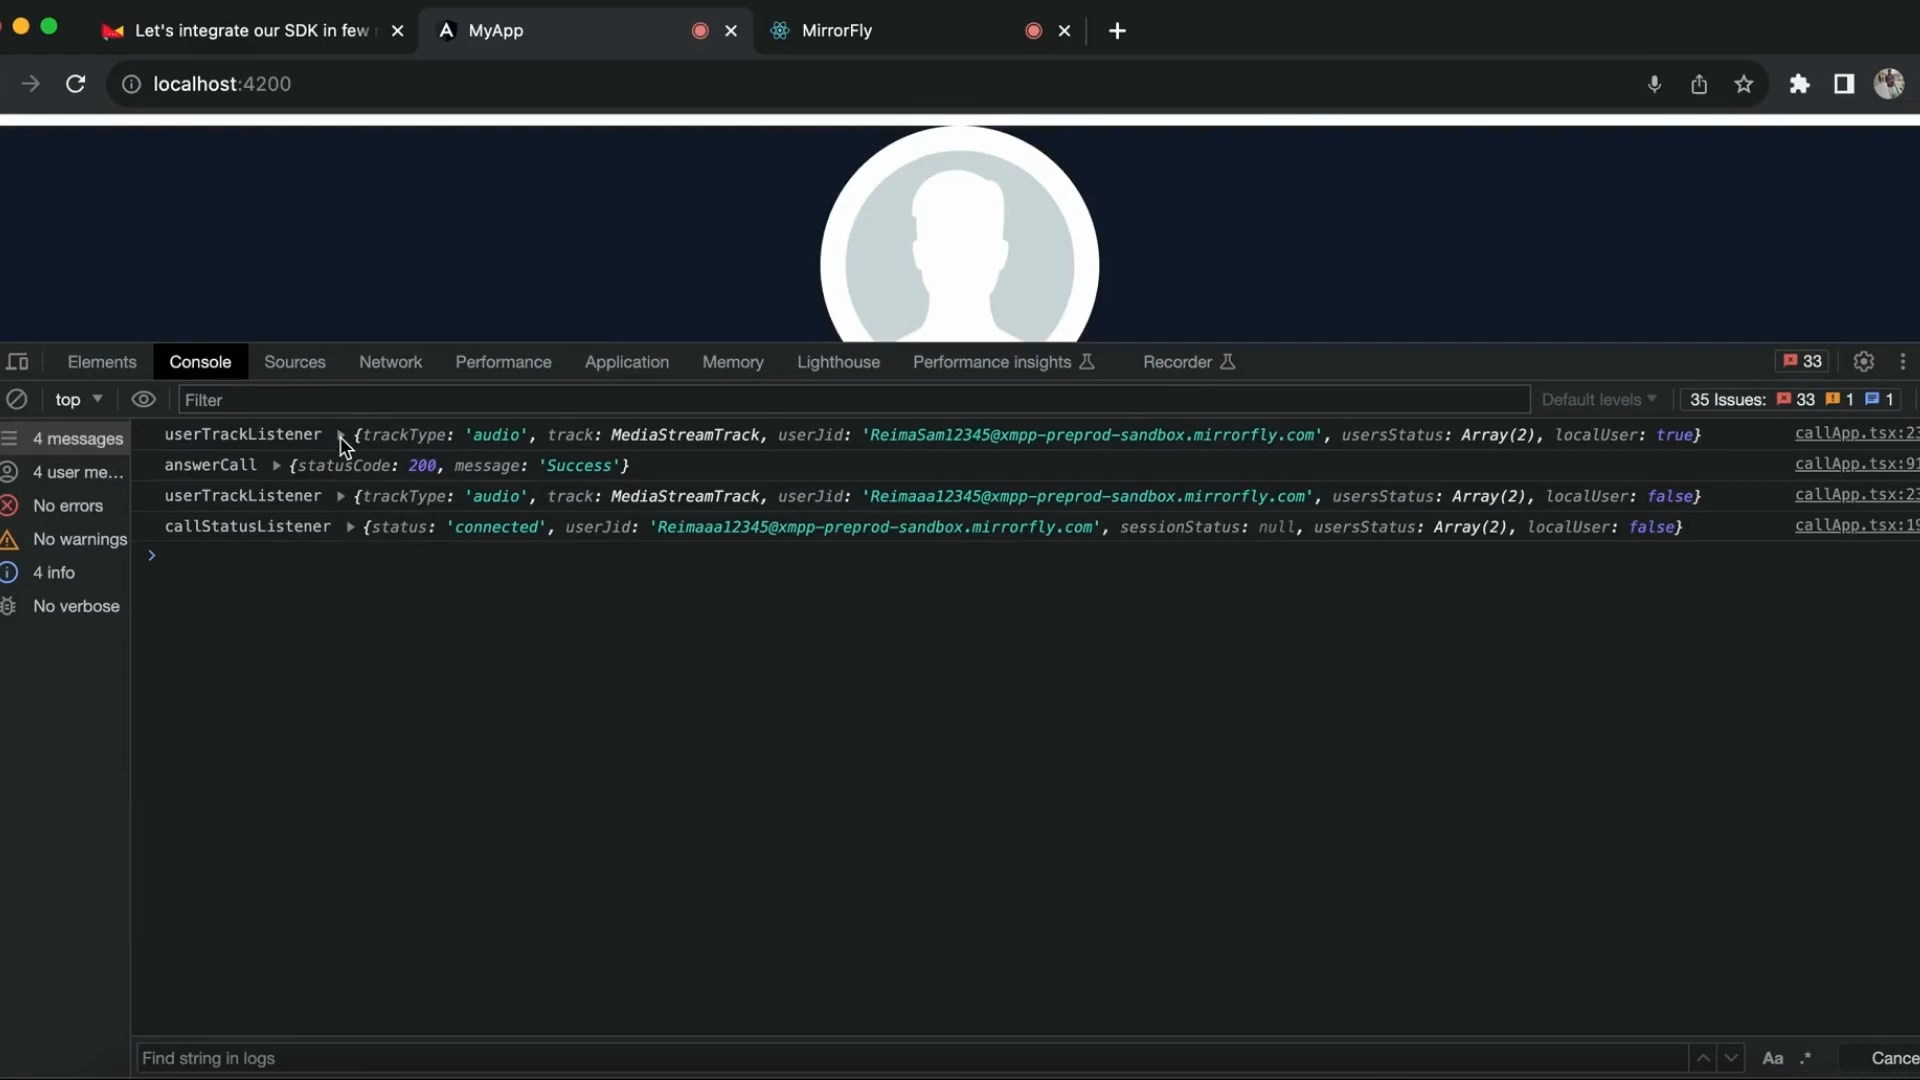 Let's integrate our SDK in few
MyApp
MirrorFly
localhost:4200
Elements
Console
Sources
Network
Performance
Application
Memory
Lighthouse
Performance insights
Recorder
33
top
Filter
Default levels
35 Issues: 33 1 1
4 messages
userTrackListener {trackType: 'audio', track: MediaStreamTrack, userJid: 'ReimaSam12345@xmpp-preprod-sandbox.mirrorfly.com', usersStatus: Array(2), localUser: true} callApp.tsx:23
answerCall {statusCode: 200, message: 'Success'} callApp.tsx:91
4 user me...
userTrackListener {trackType: 'audio', track: MediaStreamTrack, userJid: 'Reimaaa12345@xmpp-preprod-sandbox.mirrorfly.com', usersStatus: Array(2), localUser: false} callApp.tsx:23
No errors
callStatusListener {status: 'connected', userJid: 'Reimaaa12345@xmpp-preprod-sandbox.mirrorfly.com', sessionStatus: null, usersStatus: Array(2), localUser: false} callApp.tsx:19
No warnings
4 info
No verbose
Find string in logs
Aa .*
Cance